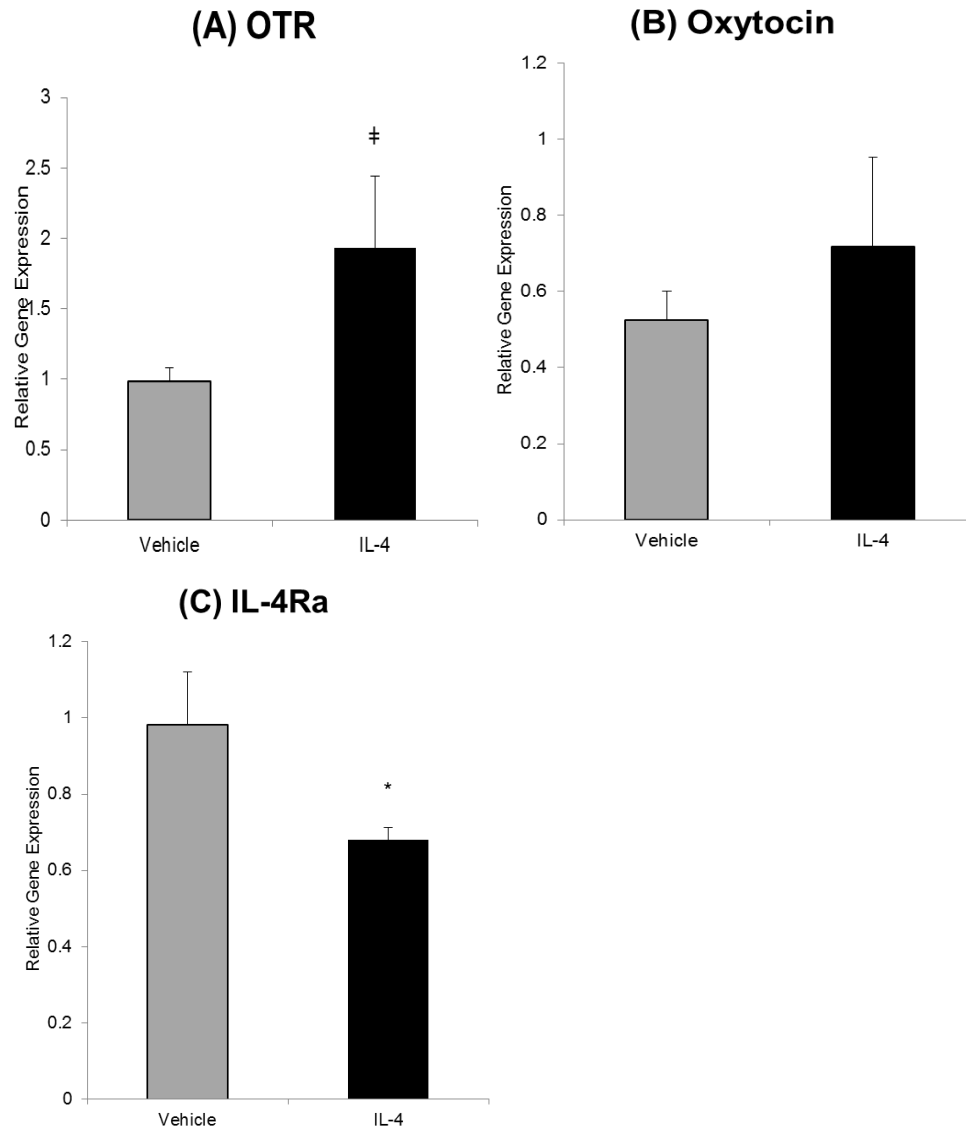 (A) OTR
Relative Gene Expression
3
2.5
2
1.5
1
0.5
0
ǂ
Vehicle IL-4
(B) Oxytocin
Relative Gene Expression
1.2
1
0.8
0.6
0.4
0.2
0
Vehicle IL-4
(C) IL-4Ra
Relative Gene Expression
1.2
1
0.8
0.6
0.4
0.2
0
*
Vehicle IL-4